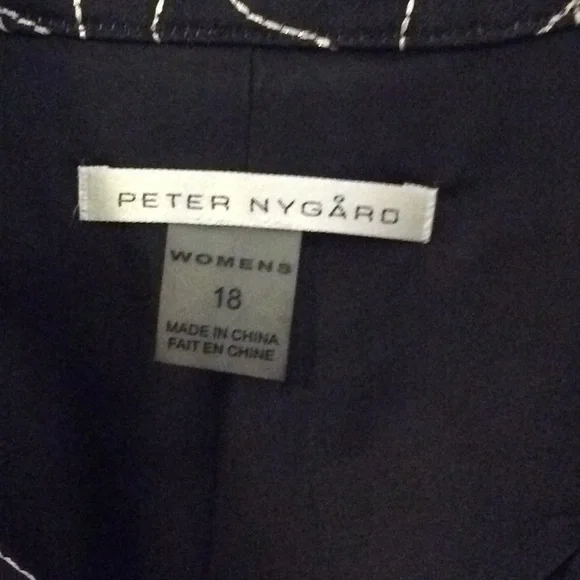 PETER NYGÅRD
WOMENS
18
MADE IN CHINA
FAIT EN CHINE